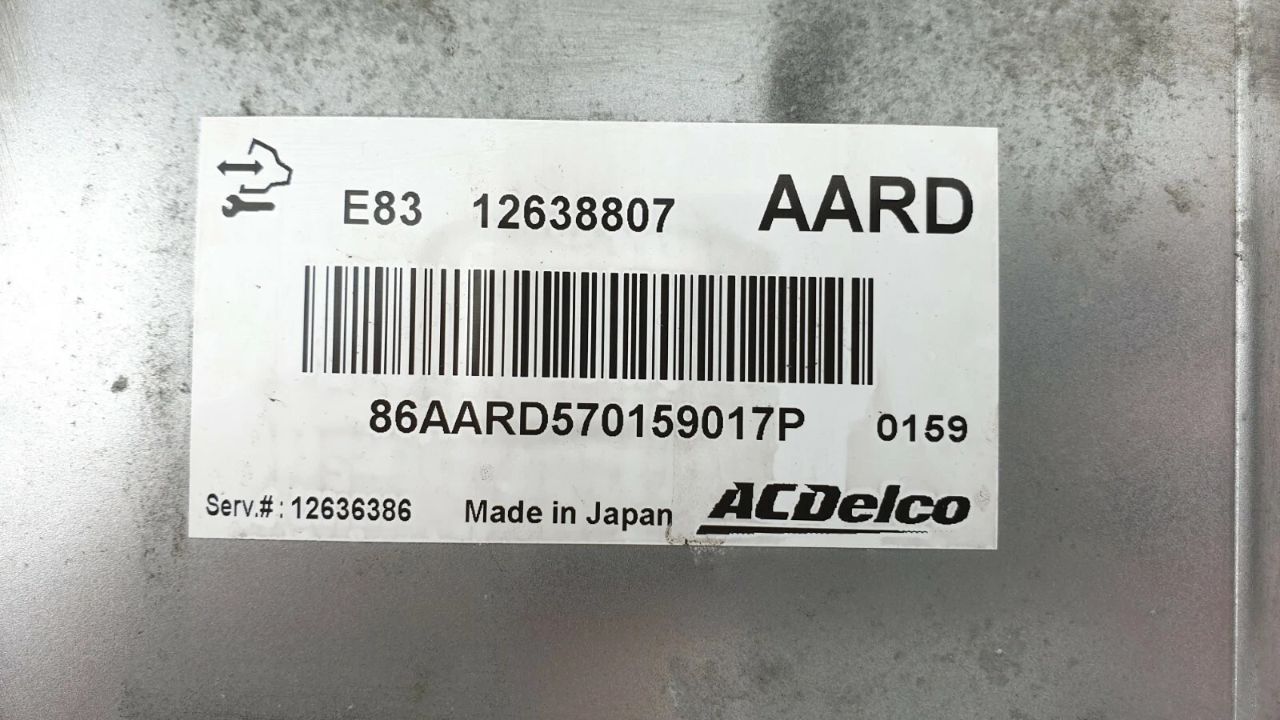 E83 12638807 AARD
86AARD570159017P 0159
Serv.#: 12636386 Made in Japan ACDelco